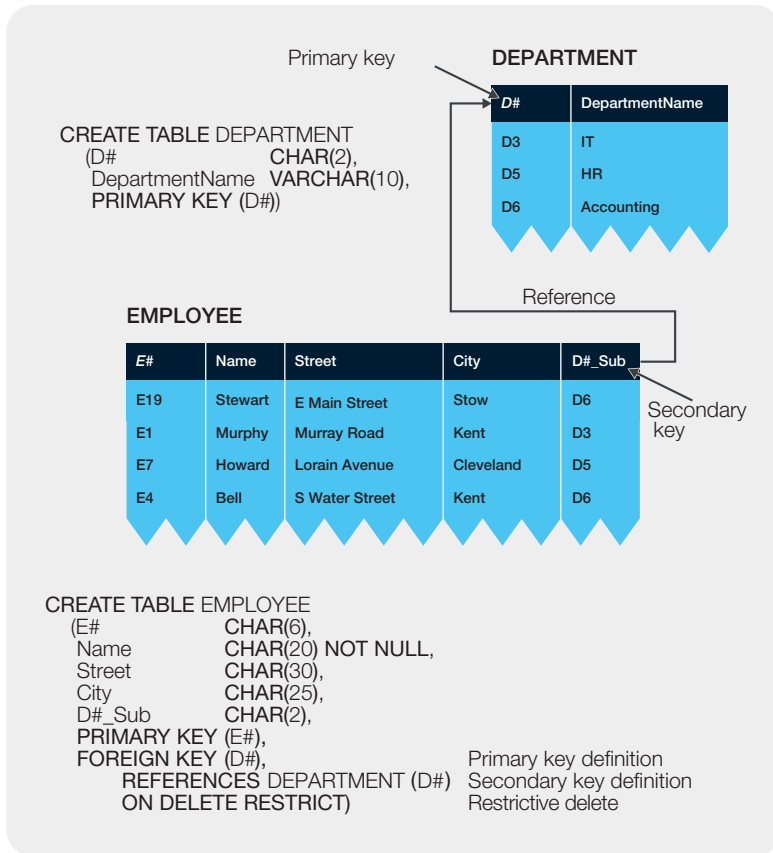 Primary key
DEPARTMENT
D# DepartmentName
D3 IT
D5 HR
D6 Accounting
CREATE TABLE DEPARTMENT
(D# CHAR(2),
DepartmentName VARCHAR(10),
PRIMARY KEY (D#))
Reference
EMPLOYEE
E# Name Street City D#_Sub
E19 Stewart E Main Street Stow D6
E1 Murphy Murray Road Kent D3
E7 Howard Lorain Avenue Cleveland D5
E4 Bell S Water Street Kent D6
Secondary
key
CREATE TABLE EMPLOYEE
(E# CHAR(6),
Name CHAR(20) NOT NULL,
Street CHAR(30),
City CHAR(25),
D#_Sub CHAR(2),
PRIMARY KEY (E#),
FOREIGN KEY (D#), Primary key definition
REFERENCES DEPARTMENT (D#) Secondary key definition
ON DELETE RESTRICT) Restrictive delete